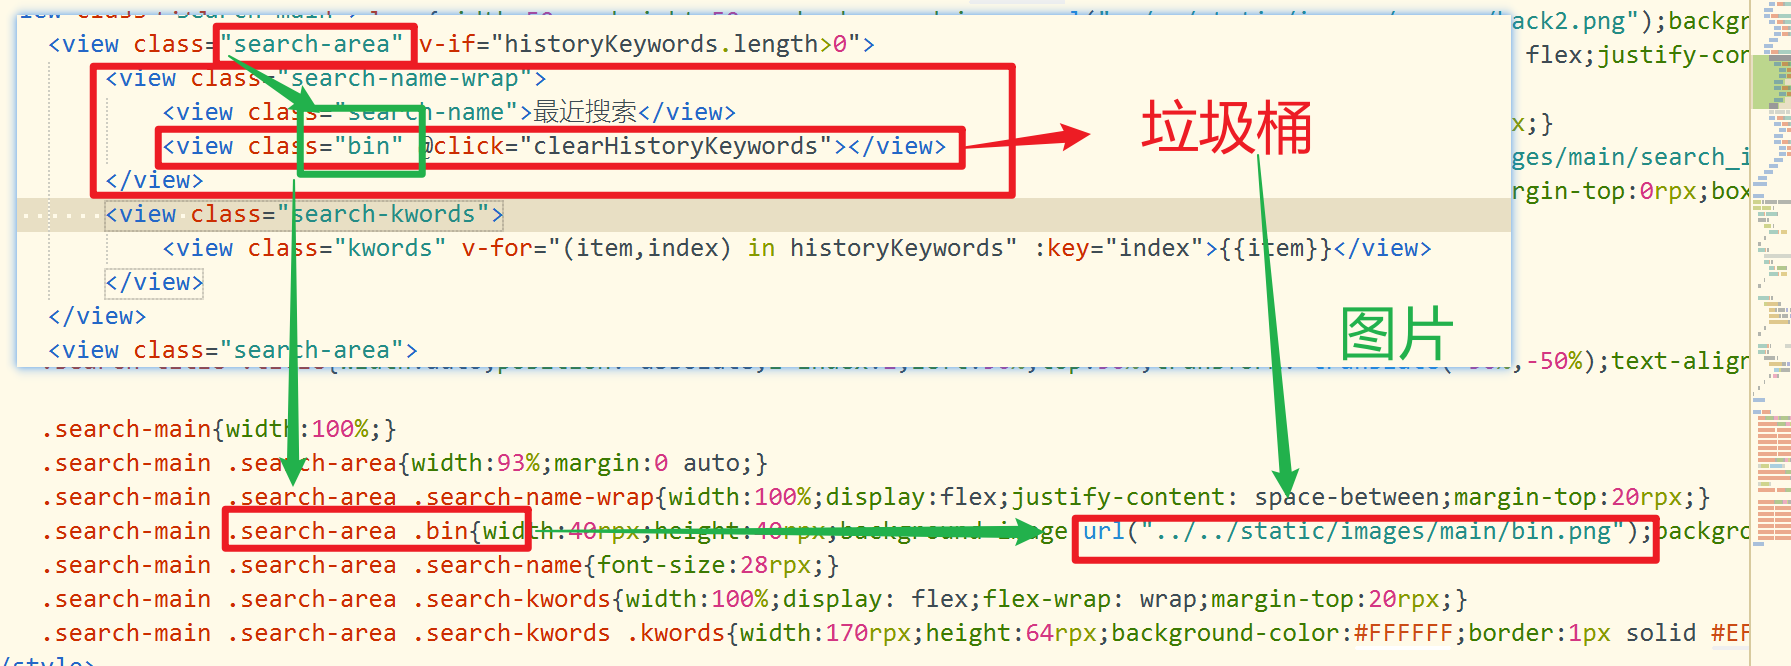 back2.png");backgr
<view class="search-area" v-if="historyKeywords.length>0">
flex;justify-cor
<view class="search-name-wrap">
<view class="search-name">最近搜索</view>
垃圾桶
x;}
<view class="bin" @click="clearHistoryKeywords"></view>
ges/main/search_i
</view>
rgin-top:0rpx;box
<view class="search-kwords">
<view class="kwords" v-for="(item,index) in historyKeywords" :key="index">{{item}}</view>
</view>
</view>
图片
<view class="search-area">
,-50%);text-align
.search-main{width:100%;}
.search-main .search-area{width:93%;margin:0 auto;}
.search-main .search-area .search-name-wrap{width:100%;display:flex;justify-content: space-between;margin-top:20rpx;}
.search-main .search-area .bin{width:40rpx;height:40rpx;background-image:url("../../static/images/main/bin.png");backgro
.search-main .search-area .search-name{font-size:28rpx;}
.search-main .search-area .search-kwords{width:100%;display: flex;flex-wrap: wrap;margin-top:20rpx;}
.search-main .search-area .search-kwords .kwords{width:170rpx;height:64rpx;background-color:#FFFFFF;border:1px solid #EF
/style>